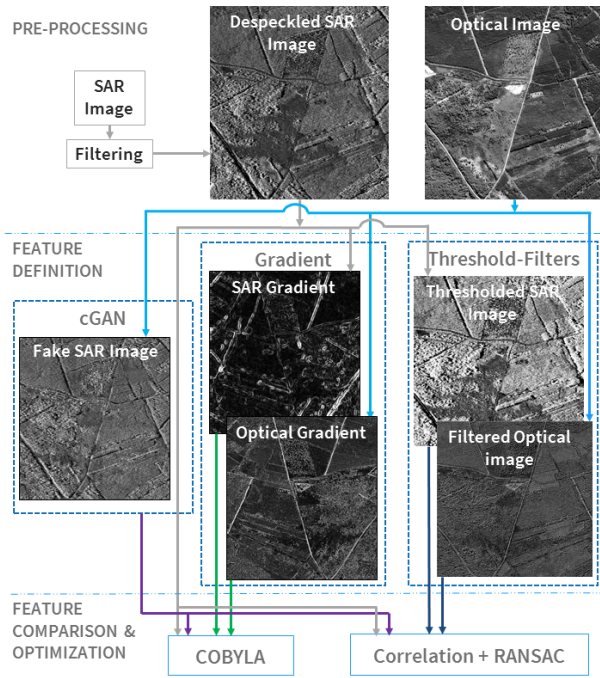 PRE-PROCESSING
Despeckled SAR
Image
Optical Image
SAR
Image
Filtering
FEATURE
DEFINITION
Gradient
Threshold-Filters
SAR Gradient
Thresholded SAR
Image
cGAN
Fake SAR Image
Optical Gradient
Filtered Optical
image
FEATURE
COMPARISON &
OPTIMIZATION
COBYLA
Correlation + RANSAC